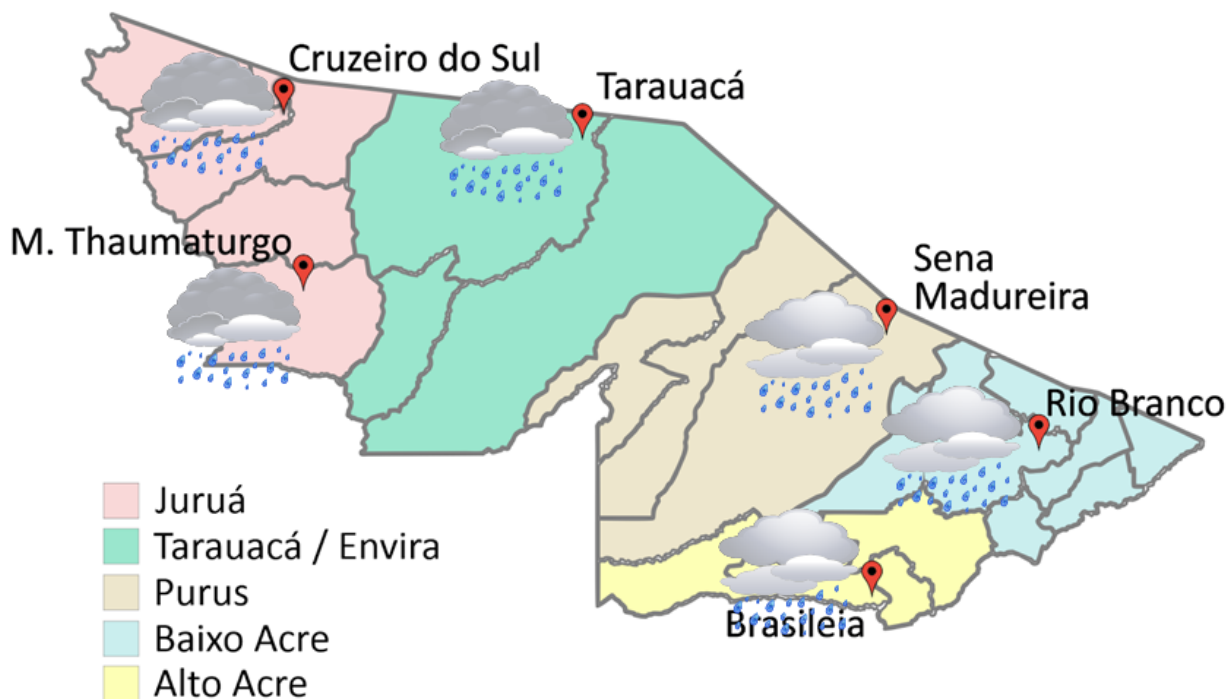 Cruzeiro do Sul
Tarauacá
M. Thaumaturgo
Sena
Madureira
Rio Branco
Brasileia
Juruá
Tarauacá / Envira
Purus
Baixo Acre
Alto Acre